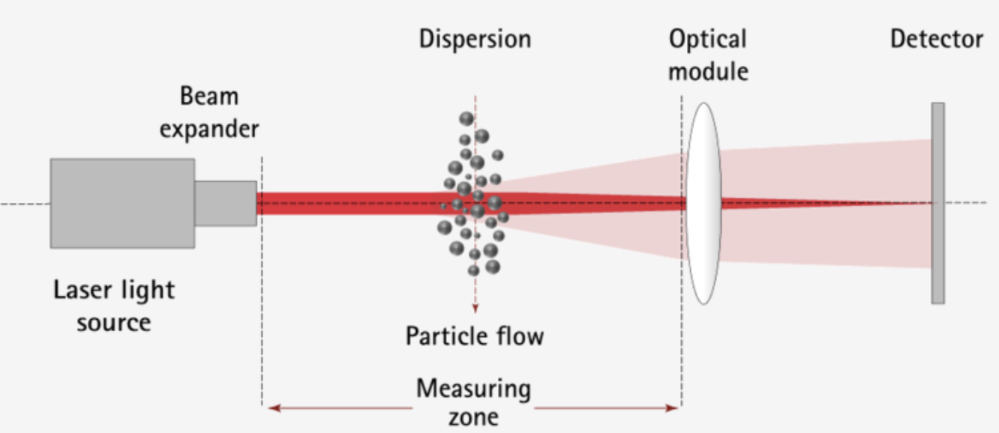 Dispersion
Optical
module
Detector
Beam
expander
Laser light
source
Particle flow
Measuring
zone